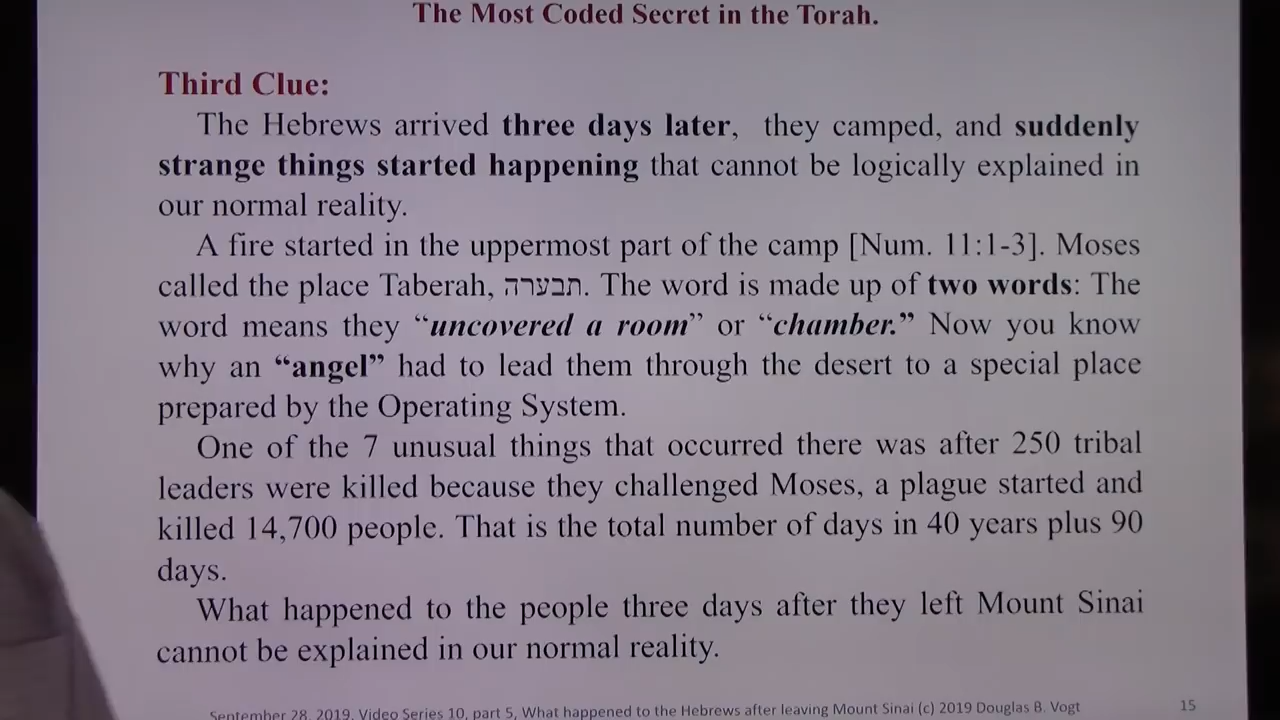 The Most Coded Secret in the Torah.
Third Clue:
The Hebrews arrived three days later, they camped, and suddenly
strange things started happening that cannot be logically explained in
our normal reality.
A fire started in the uppermost part of the camp [Num. 11:1-3]. Moses
called the place Taberah, תבערה. The word is made up of two words: The
word means they “uncovered a room” or “chamber.” Now you know
why an “angel” had to lead them through the desert to a special place
prepared by the Operating System.
One of the 7 unusual things that occurred there was after 250 tribal
leaders were killed because they challenged Moses, a plague started and
killed 14,700 people. That is the total number of days in 40 years plus 90
days.
What happened to the people three days after they left Mount Sinai
cannot be explained in our normal reality.
September 28, 2019, Video Series 10, part 5, What happened to the Hebrews after leaving Mount Sinai (c) 2019 Douglas B. Vogt
15